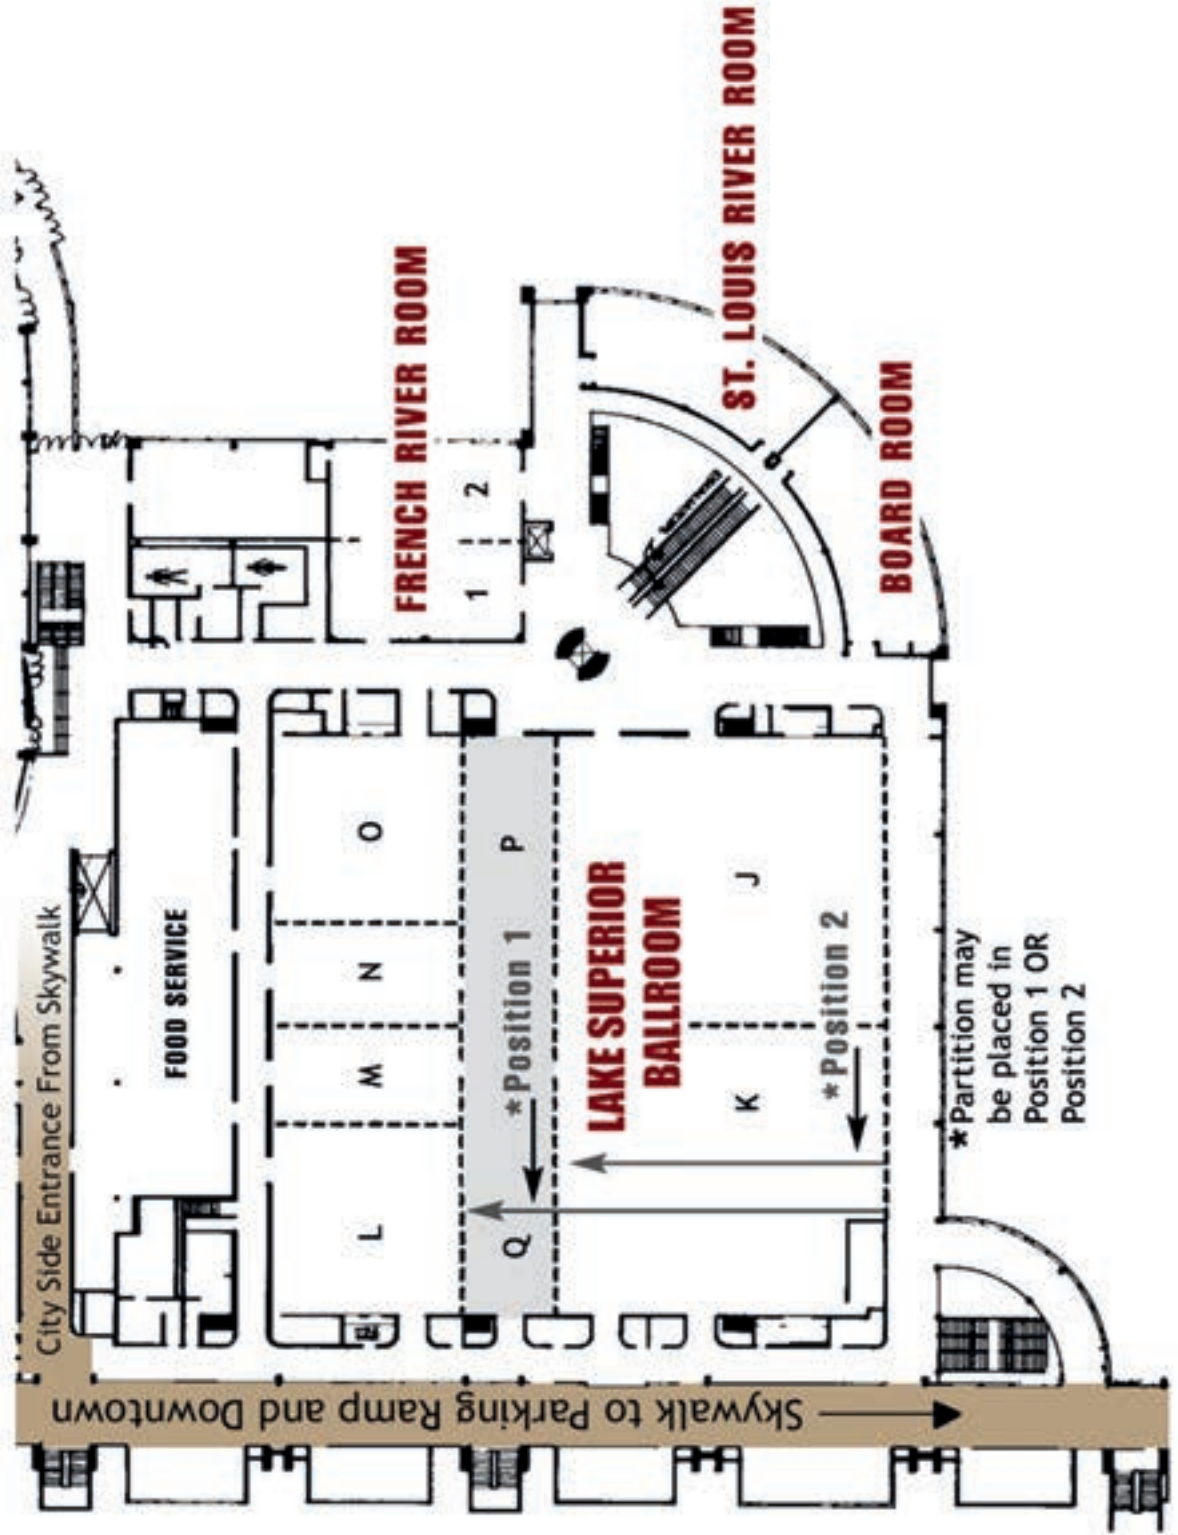 City Side Entrance From Skywalk
FOOD SERVICE
FRENCH RIVER ROOM
1
2
ST. LOUIS RIVER ROOM
BOARD ROOM
L
M
N
O
Q
P
*Position 1
LAKE SUPERIOR
BALLROOM
K
J
*Position 2
*Partition may
be placed in
Position 1 OR
Position 2
Skywalk to Parking Ramp and Downtown